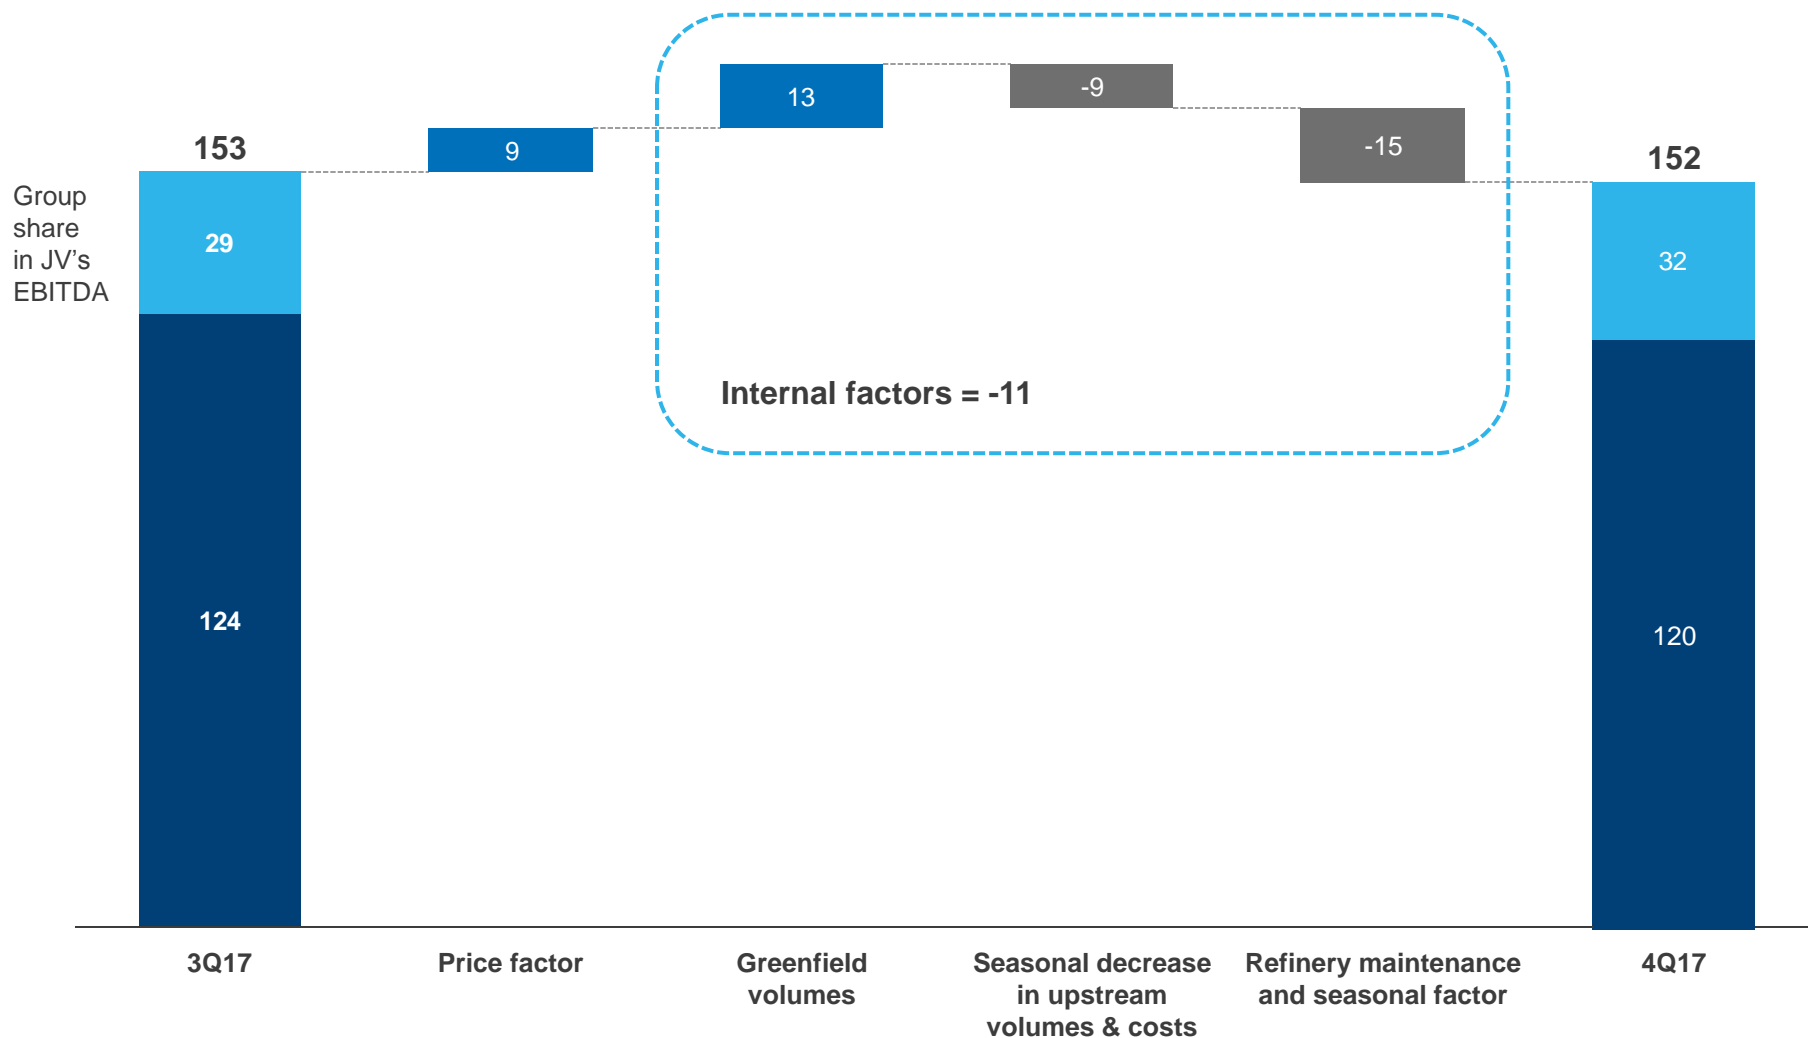 153
9
13
-9
-15
152
Group
share
in JV's
EBITDA
29
32
Internal factors = -11
124
120
3Q17
Price factor
Greenfield
volumes
Seasonal decrease
in upstream
volumes & costs
Refinery maintenance
and seasonal factor
4Q17